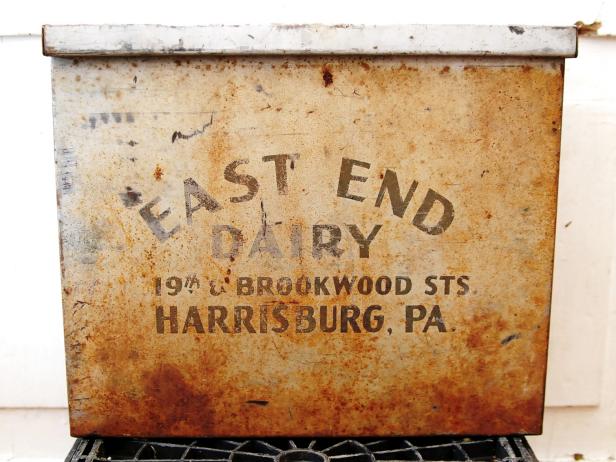 EAST END
DAIRY
19th & BROOKWOOD STS.
HARRISBURG, PA.